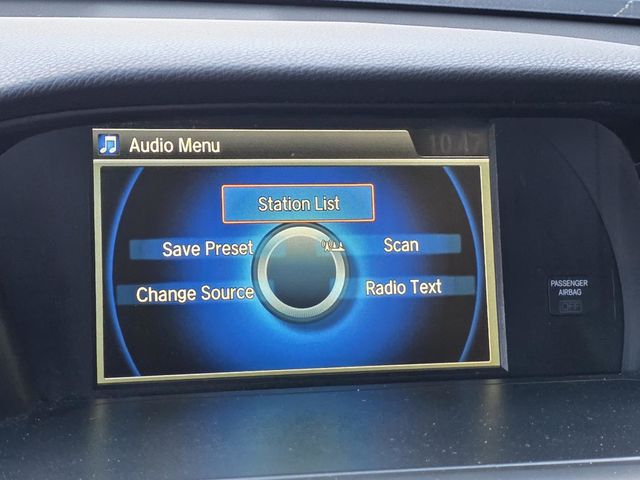 Audio Menu
10:47
Station List
Save Preset
Scan
Change Source
Radio Text
PASSENGER
AIRBAG
OFF